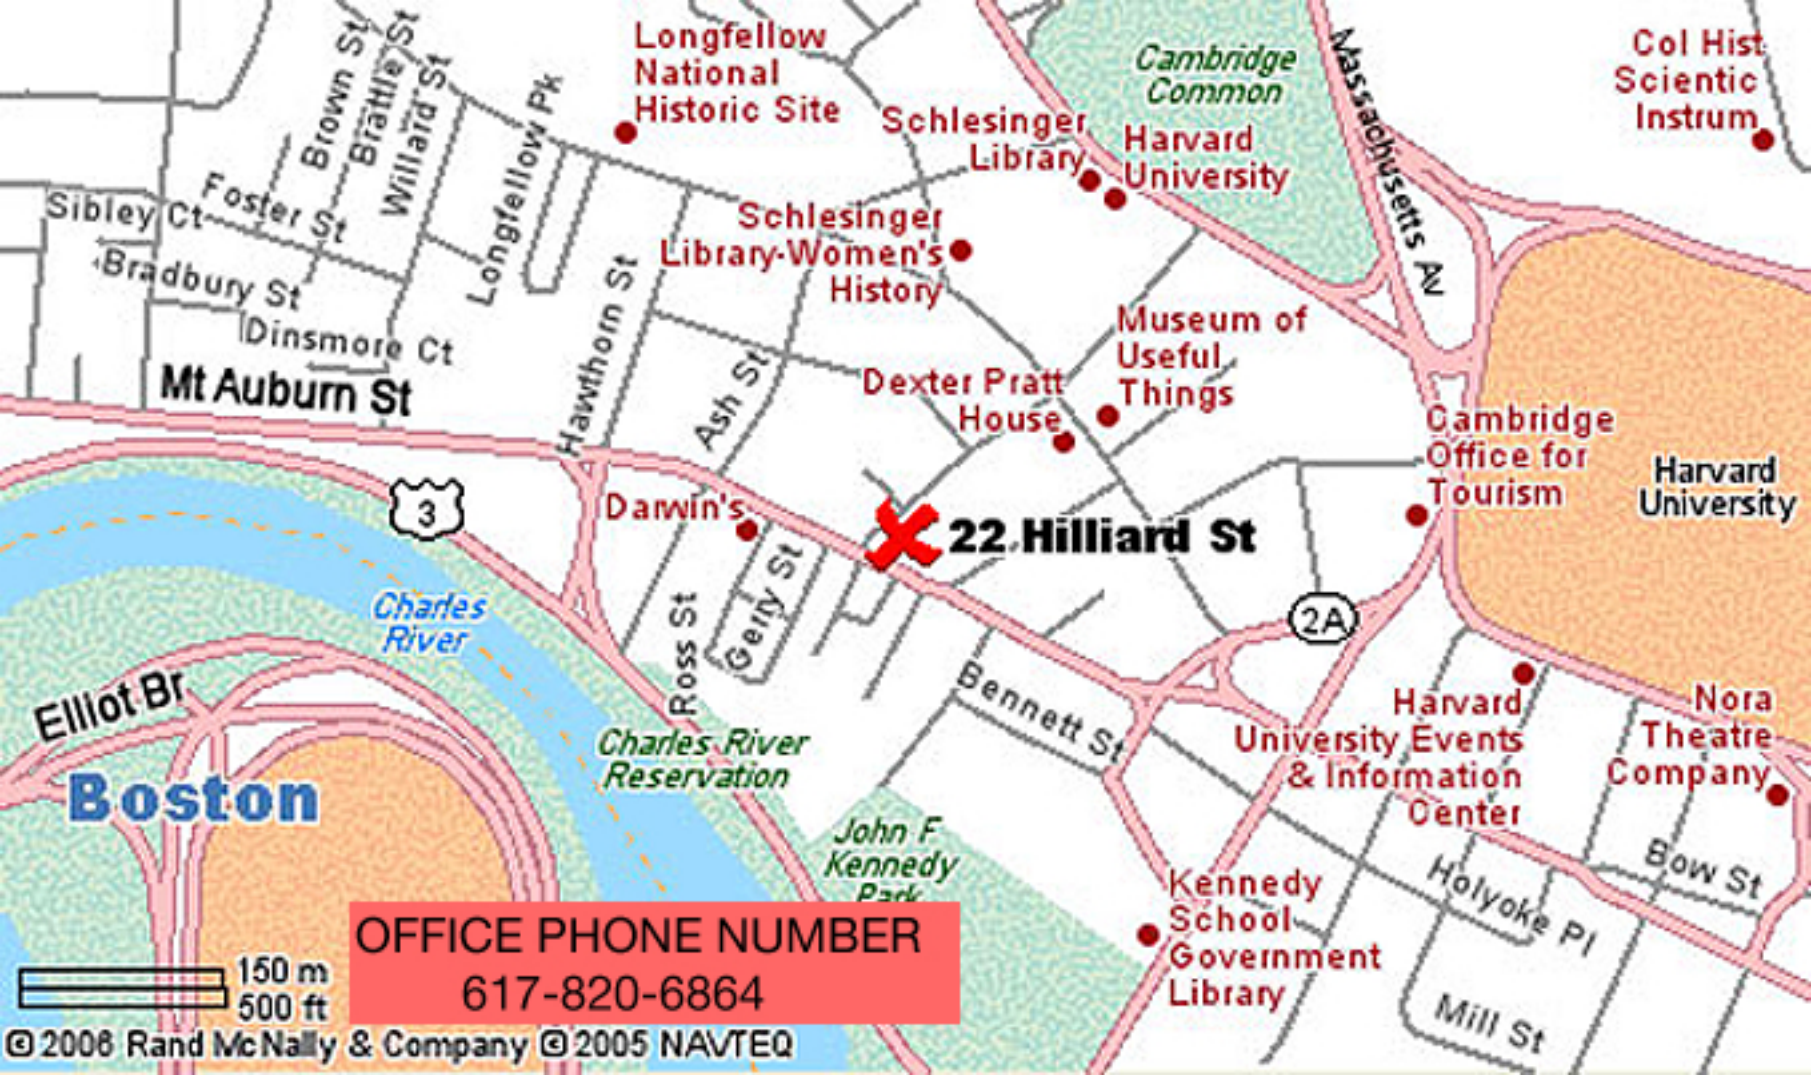 Longfellow
National
Historic Site
Cambridge
Common
Massachusetts Av
Col Hist
Scientific
Instrum
Brown St
Brattle St
Willard St
Longfellow Pk
Schlesinger
Library
Harvard
University
Foster St
Sibley Ct
Bradbury St
Dinsmore Ct
Schlesinger
Library-Women's
History
Hawthorn St
Ash St
Museum of
Useful
Things
Dexter Pratt
House
Mt Auburn St
Cambridge
Office for
Tourism
Harvard
University
3
Darwin's
22 Hilliard St
Charles
River
Ross St
Gerry St
2A
Elliot Br
Bennett St
Harvard
University Events
& Information
Center
Nora
Theatre
Company
Charles River
Reservation
Boston
John F
Kennedy
Park
Holyoke Pl
Bow St
Kennedy
School
Government
Library
Mill St
OFFICE PHONE NUMBER
617-820-6864
150 m
500 ft
© 2006 Rand McNally & Company © 2005 NAVTEQ